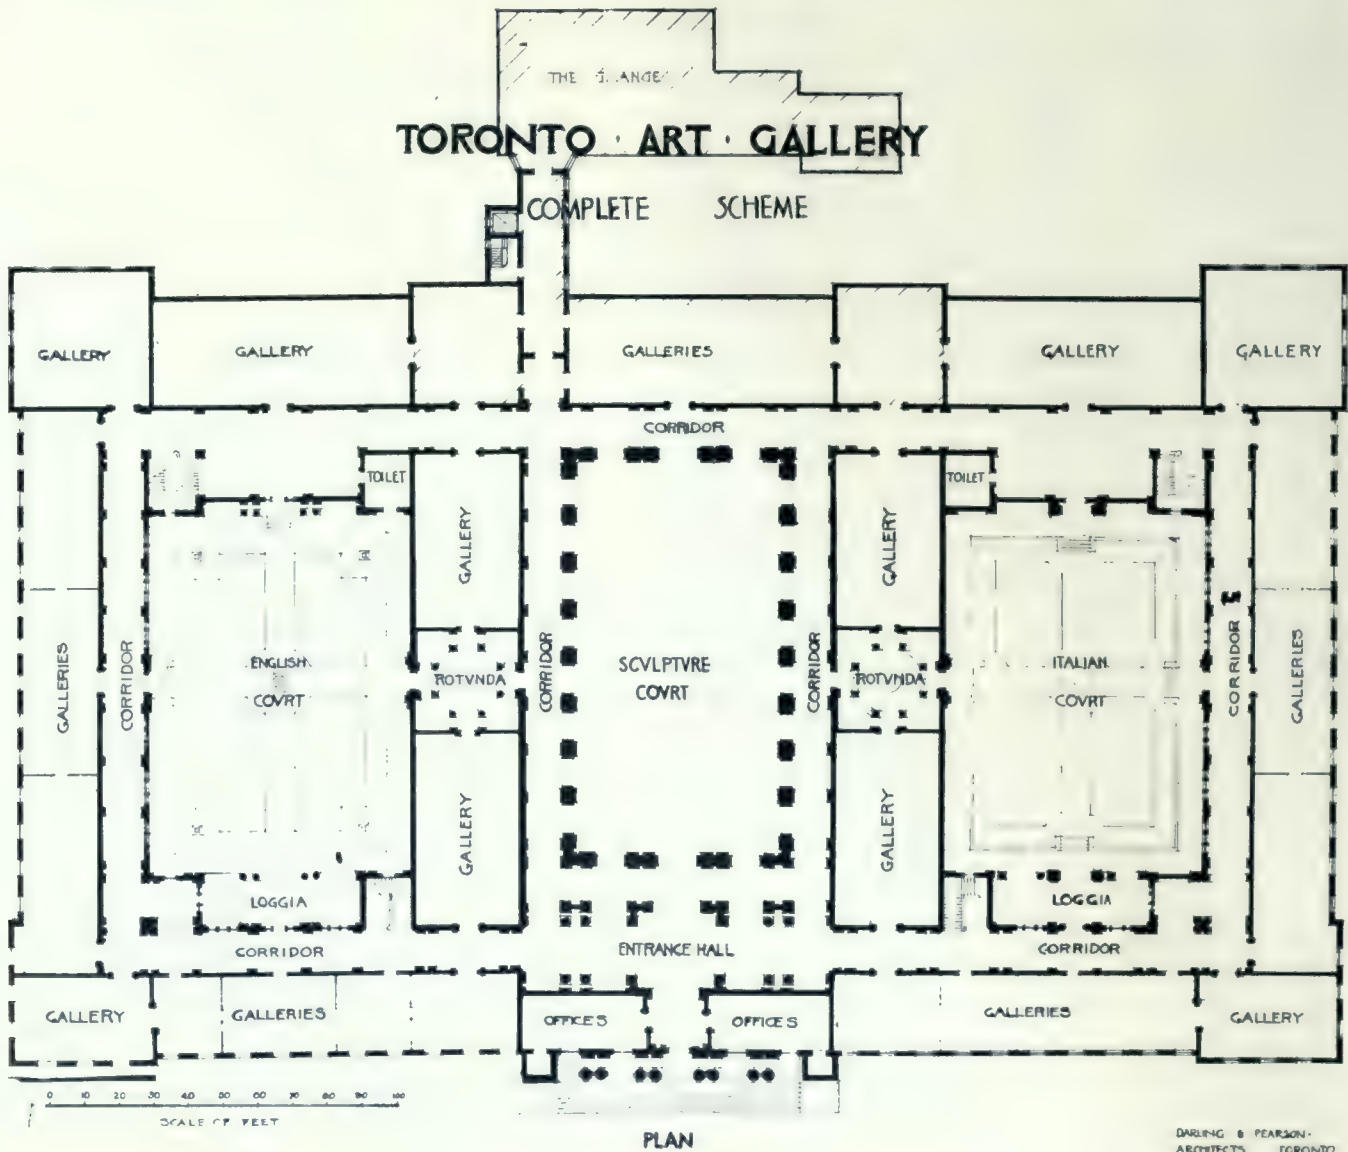 THE GRANGE
TORONTO · ART · GALLERY
COMPLETE SCHEME
GALLERY
GALLERY
GALLERIES
GALLERY
GALLERY
CORRIDOR
TOILET
TOILET
GALLERY
GALLERY
GALLERIES
CORRIDOR
ENGLISH
COVRT
ROTVNDA
CORRIDOR
SCVLPTVRE
COVRT
CORRIDOR
ROTVNDA
ITALIAN
COVRT
CORRIDOR
GALLERIES
GALLERY
GALLERY
LOGGIA
LOGGIA
CORRIDOR
ENTRANCE HALL
CORRIDOR
GALLERY
GALLERIES
OFFICES
OFFICES
GALLERIES
GALLERY
0 10 20 30 40 50 60 70 80 90 100
SCALE OF FEET
PLAN
DARLING & PEARSON·
ARCHITECTS TORONTO